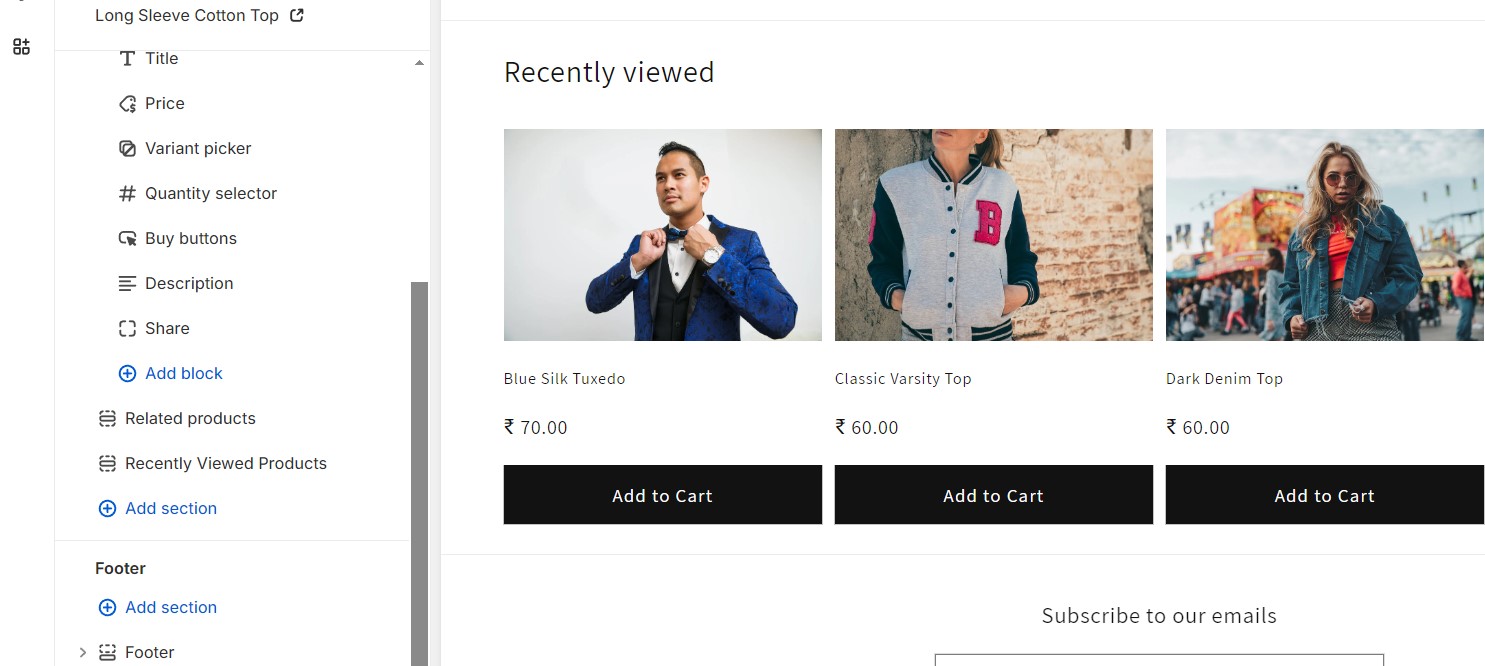 Long Sleeve Cotton Top
Title
Price
Variant picker
Quantity selector
Buy buttons
Description
Share
Add block
Related products
Recently Viewed Products
Add section
Footer
Add section
Footer
Recently viewed
B
Blue Silk Tuxedo
₹ 70.00
Add to Cart
Classic Varsity Top
₹ 60.00
Add to Cart
Dark Denim Top
₹ 60.00
Add to Cart
Subscribe to our emails